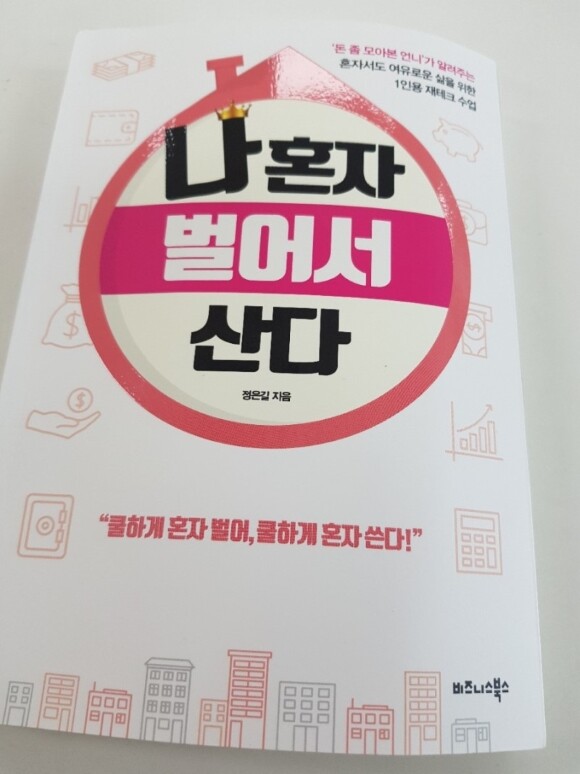 '돈 좀 모아본 언니'가 알려주는
혼자서도 여유로운 삶을 위한
1인용 재테크 수업
나 혼자
벌어서
산다
정은길 지음
“쿨하게 혼자 벌어, 쿨하게 혼자 쓴다!”
비즈니스북스